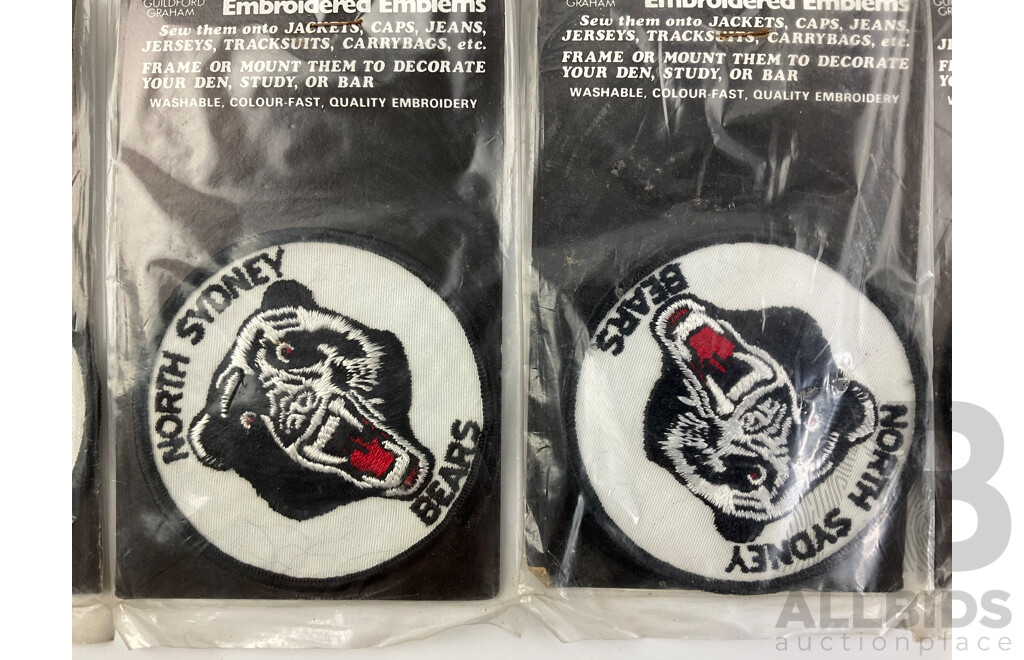 GUILDFORD
GRAHAM
Embroidered Emblems
Sew them onto JACKETS, CAPS, JEANS,
JERSEYS, TRACKSUITS, CARRYBAGS, etc.
FRAME OR MOUNT THEM TO DECORATE
YOUR DEN, STUDY, OR BAR
WASHABLE, COLOUR-FAST, QUALITY EMBROIDERY
NORTH SYDNEY
BEARS
GRAHAM
Embroidered Emblems
Sew them onto JACKETS, CAPS, JEANS,
JERSEYS, TRACKSUITS, CARRYBAGS, etc.
FRAME OR MOUNT THEM TO DECORATE
YOUR DEN, STUDY, OR BAR
WASHABLE, COLOUR-FAST, QUALITY EMBROIDERY
NORTH SYDNEY
BEARS
ALLBIDS
auctionplace